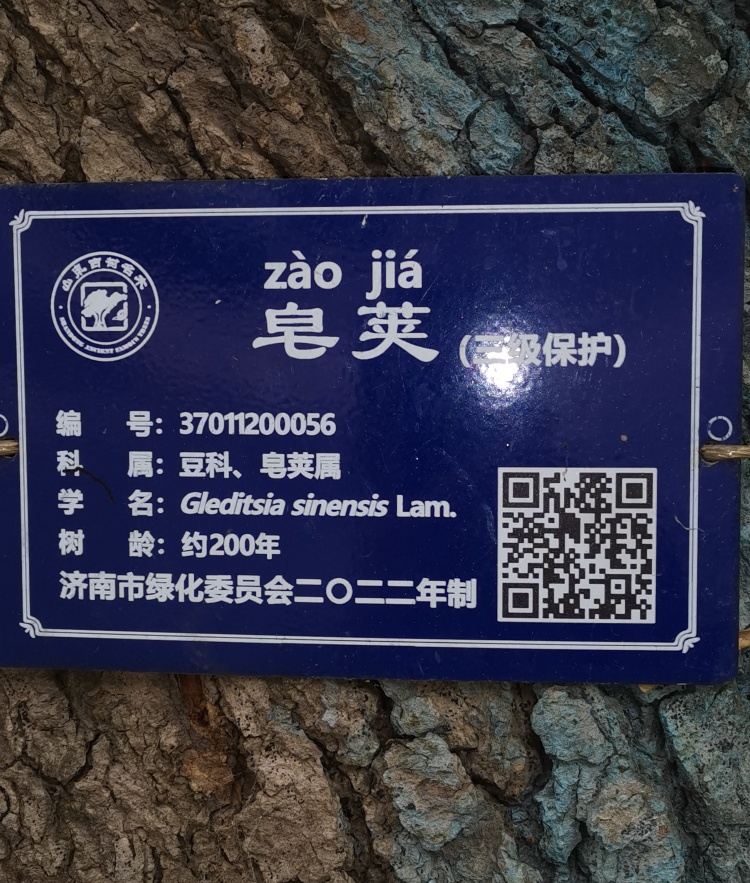 zào jiá
皂荚
(三级保护)
编 号：37011200056
科 属：豆科、皂荚属
学 名：Gleditsia sinensis Lam.
树 龄：约200年
济南市绿化委员会二〇二二年制